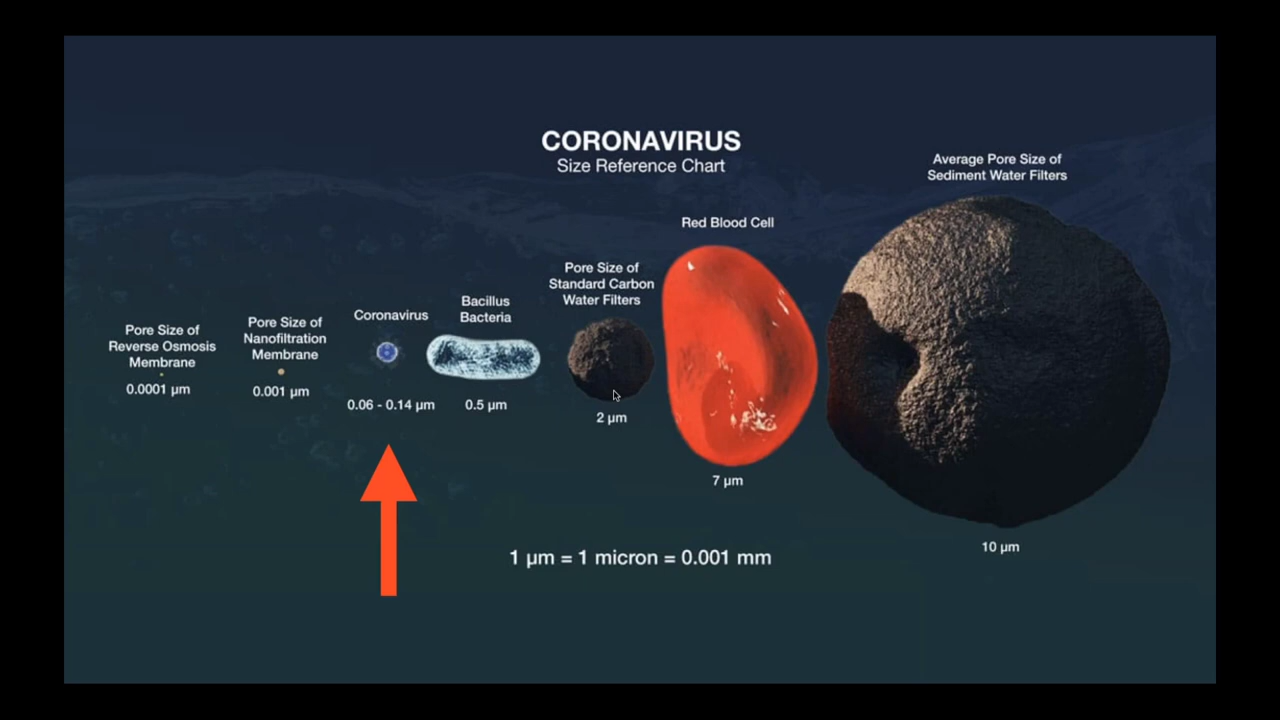 CORONAVIRUS
Size Reference Chart
Pore Size of
Reverse Osmosis
Membrane
0.0001 µm
Pore Size of
Nanofiltration
Membrane
0.001 µm
Coronavirus
0.06 - 0.14 µm
Bacillus
Bacteria
0.5 µm
Pore Size of
Standard Carbon
Water Filters
2 µm
Red Blood Cell
7 µm
Average Pore Size of
Sediment Water Filters
10 µm
1 µm = 1 micron = 0.001 mm